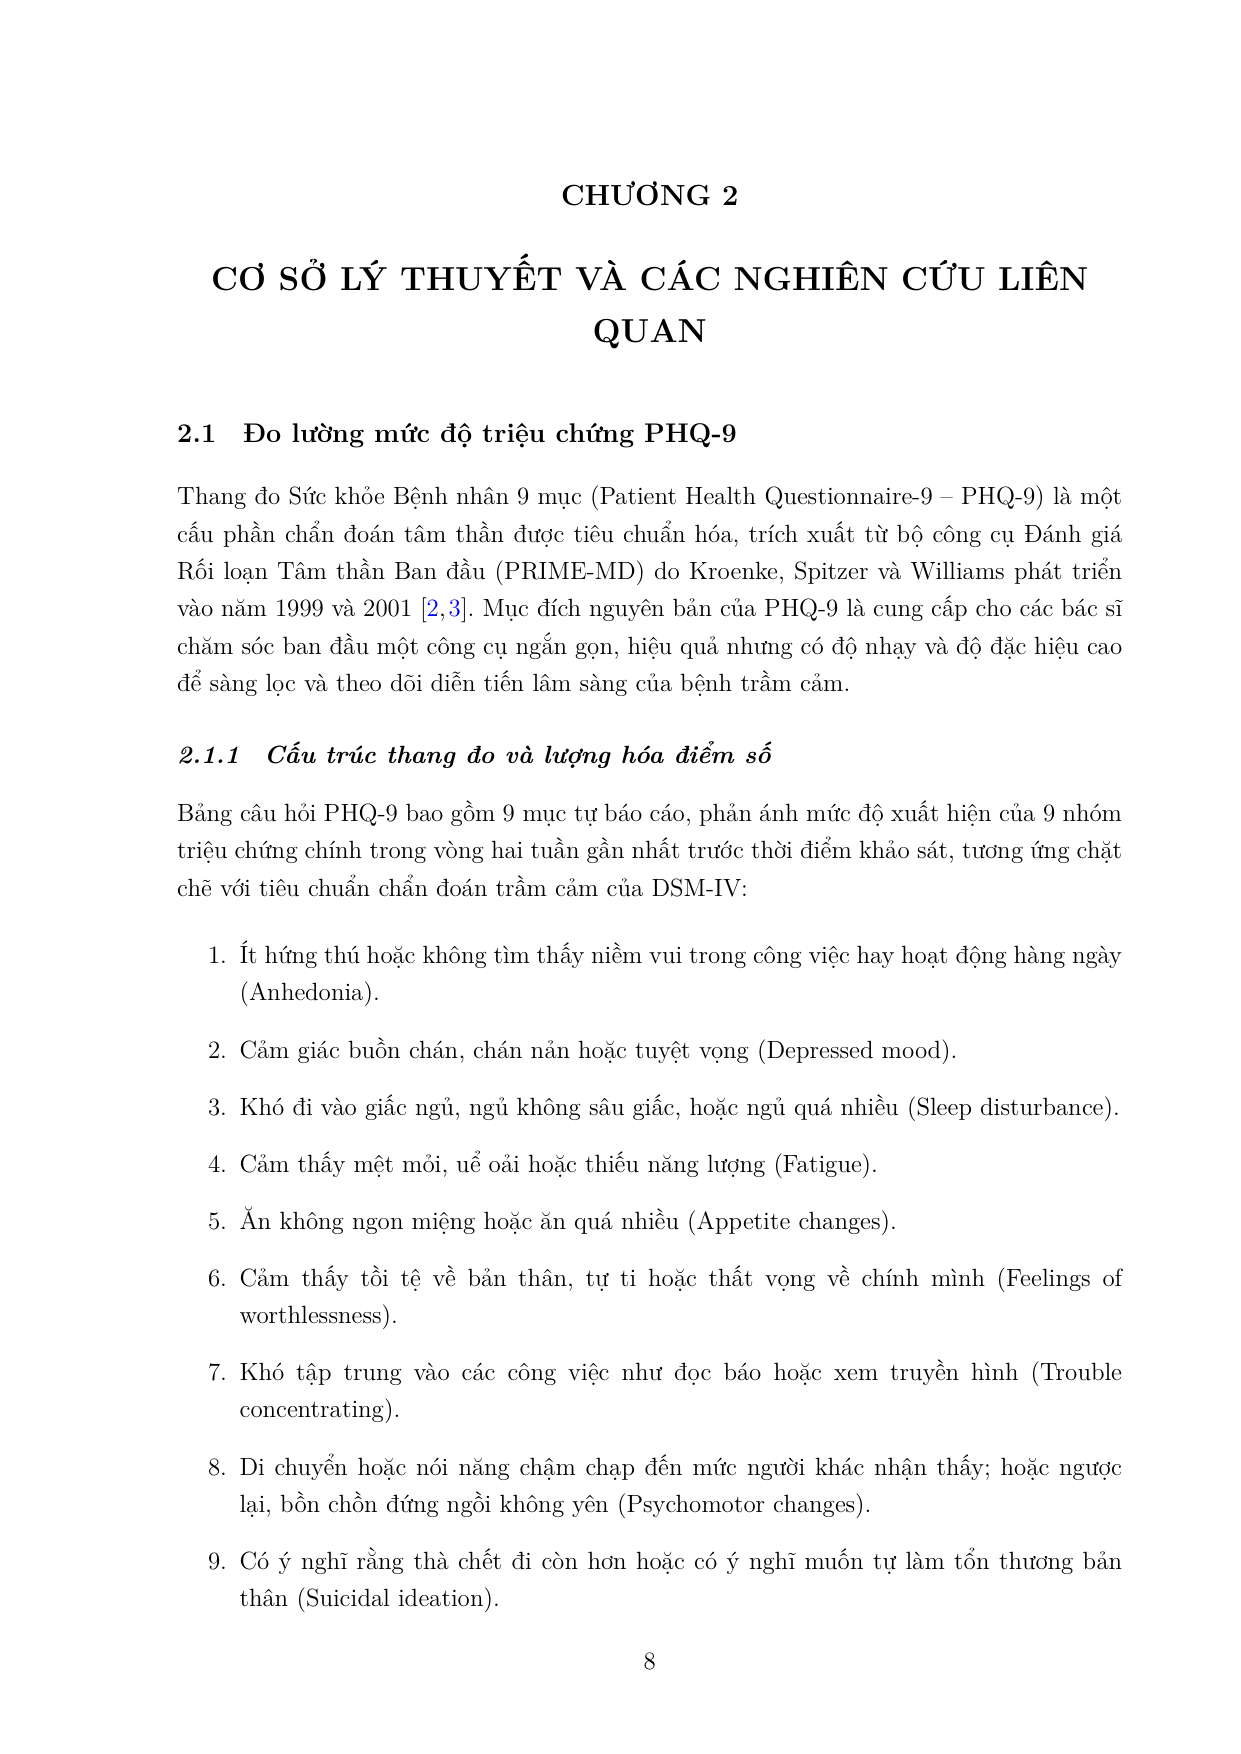 CHƯƠNG 2
CƠ SỞ LÝ THUYẾT VÀ CÁC NGHIÊN CỨU LIÊN
QUAN
2.1 Đo lường mức độ triệu chứng PHQ-9
Thang đo Sức khỏe Bệnh nhân 9 mục (Patient Health Questionnaire-9 – PHQ-9) là một
cấu phần chẩn đoán tâm thần được tiêu chuẩn hóa, trích xuất từ bộ công cụ Đánh giá
Rối loạn Tâm thần Ban đầu (PRIME-MD) do Kroenke, Spitzer và Williams phát triển
vào năm 1999 và 2001 [2,3]. Mục đích nguyên bản của PHQ-9 là cung cấp cho các bác sĩ
chăm sóc ban đầu một công cụ ngắn gọn, hiệu quả nhưng có độ nhạy và độ đặc hiệu cao
để sàng lọc và theo dõi diễn tiến lâm sàng của bệnh trầm cảm.
2.1.1 Cấu trúc thang đo và lượng hóa điểm số
Bảng câu hỏi PHQ-9 bao gồm 9 mục tự báo cáo, phản ánh mức độ xuất hiện của 9 nhóm
triệu chứng chính trong vòng hai tuần gần nhất trước thời điểm khảo sát, tương ứng chặt
chẽ với tiêu chuẩn chẩn đoán trầm cảm của DSM-IV:
1. Ít hứng thú hoặc không tìm thấy niềm vui trong công việc hay hoạt động hàng ngày
(Anhedonia).
2. Cảm giác buồn chán, chán nản hoặc tuyệt vọng (Depressed mood).
3. Khó đi vào giấc ngủ, ngủ không sâu giấc, hoặc ngủ quá nhiều (Sleep disturbance).
4. Cảm thấy mệt mỏi, uể oải hoặc thiếu năng lượng (Fatigue).
5. Ăn không ngon miệng hoặc ăn quá nhiều (Appetite changes).
6. Cảm thấy tồi tệ về bản thân, tự ti hoặc thất vọng về chính mình (Feelings of
worthlessness).
7. Khó tập trung vào các công việc như đọc báo hoặc xem truyền hình (Trouble
concentrating).
8. Di chuyển hoặc nói năng chậm chạp đến mức người khác nhận thấy; hoặc ngược
lại, bồn chồn đứng ngồi không yên (Psychomotor changes).
9. Có ý nghĩ rằng thà chết đi còn hơn hoặc có ý nghĩ muốn tự làm tổn thương bản
thân (Suicidal ideation).
8